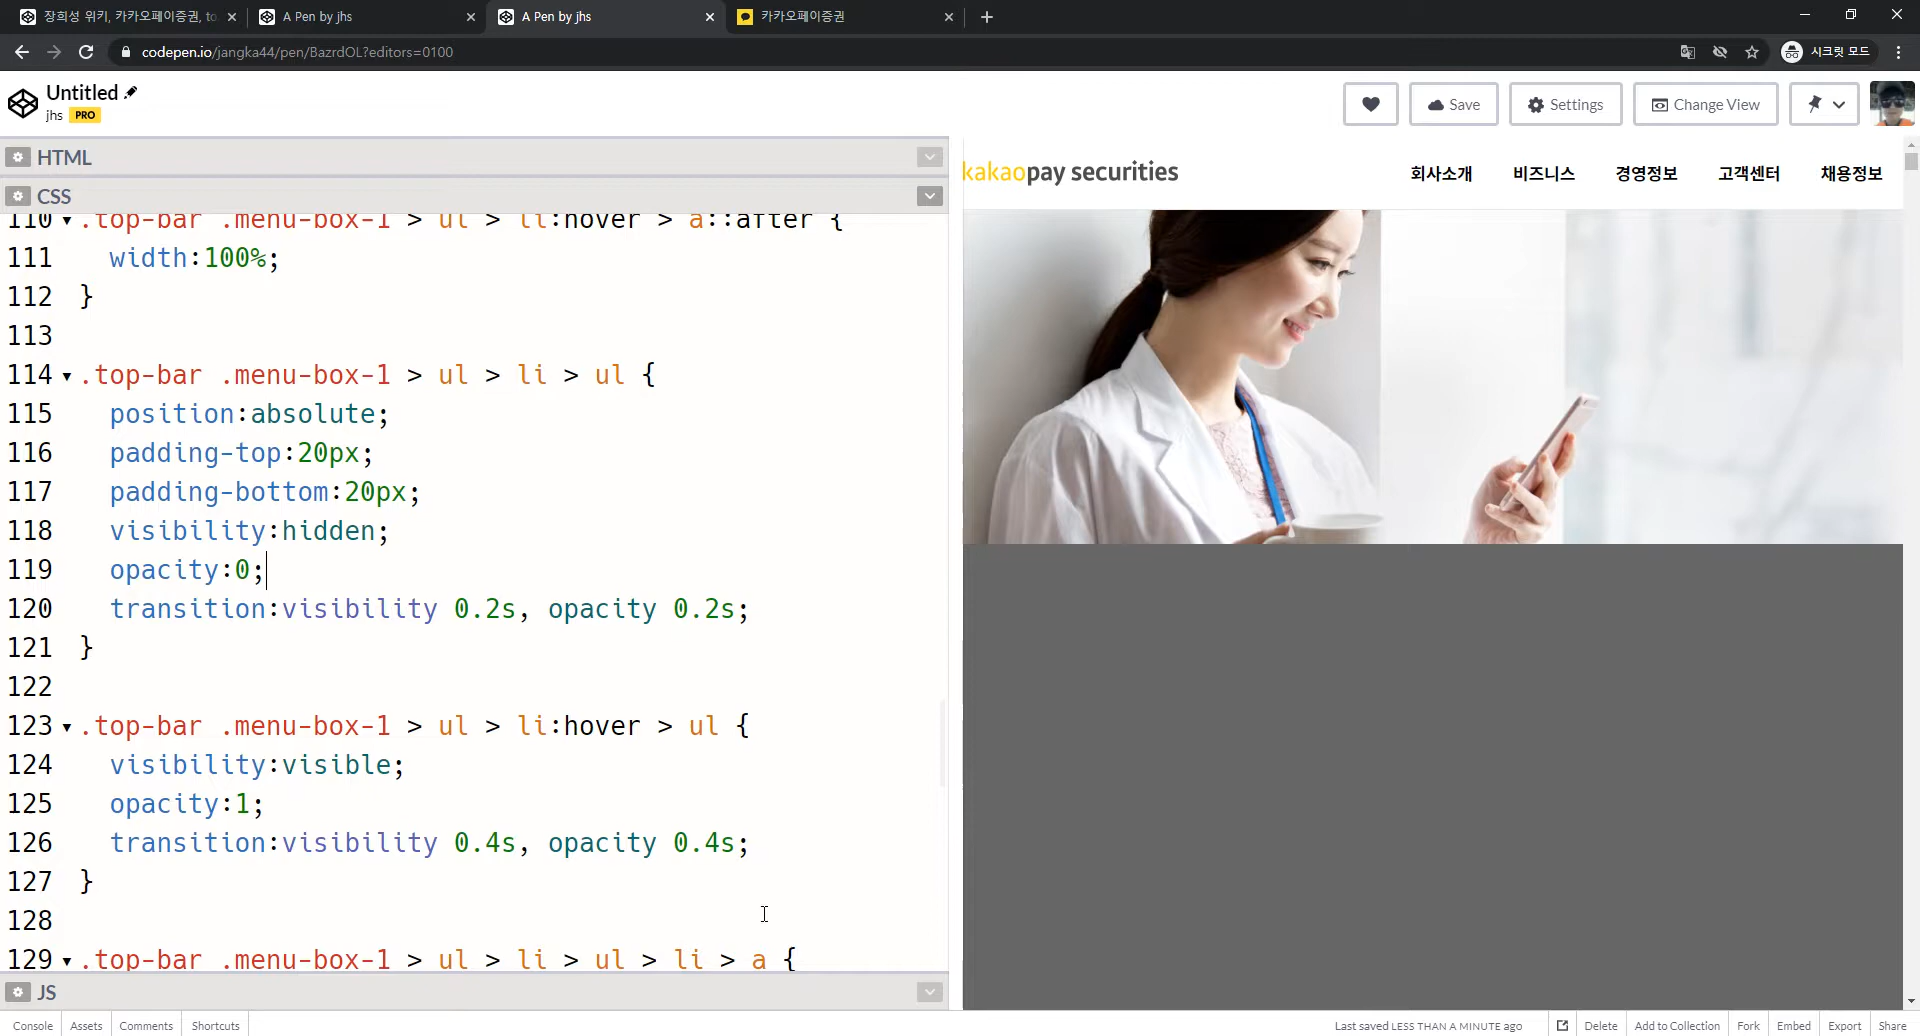 장희성 위키, 카카오페이증권, to
A Pen by jhs
A Pen by jhs
카카오페이증권
codepen.io/jangka44/pen/BazrdOL?editors=0100
시크릿 모드
Untitled
jhs PRO
Save
Settings
Change View
HTML
CSS
110 .top-bar .menu-box-1 > ul > li:hover > a::after {
111 width:100%;
112 }
113
114 .top-bar .menu-box-1 > ul > li > ul {
115 position:absolute;
116 padding-top:20px;
117 padding-bottom:20px;
118 visibility:hidden;
119 opacity:0;
120 transition:visibility 0.2s, opacity 0.2s;
121 }
122
123 .top-bar .menu-box-1 > ul > li:hover > ul {
124 visibility:visible;
125 opacity:1;
126 transition:visibility 0.4s, opacity 0.4s;
127 }
128
129 .top-bar .menu-box-1 > ul > li > ul > li > a {
JS
kakaopay securities
회사소개 비즈니스 경영정보 고객센터 채용정보
Console Assets Comments Shortcuts
Last saved LESS THAN A MINUTE ago
Delete Add to Collection Fork Embed Export Share